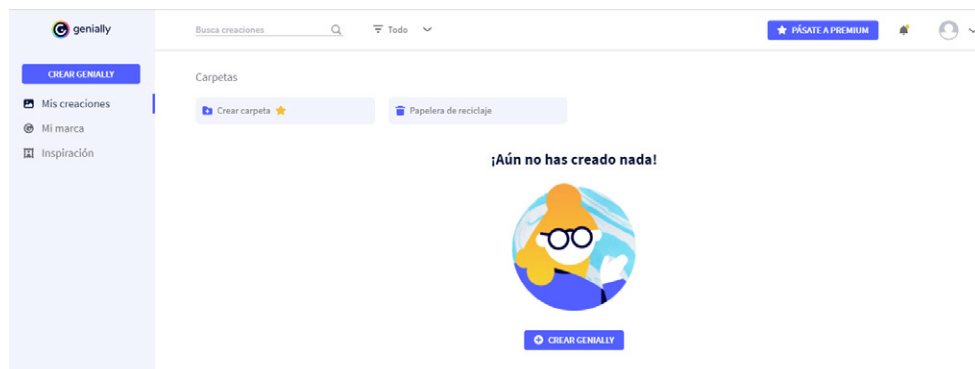 genially
Busca creaciones
Todo
PÁSATE A PREMIUM
CREAR GENIALLY
Mis creaciones
Mi marca
Inspiración
Carpetas
Crear carpeta
Papelera de reciclaje
¡Aún no has creado nada!
CREAR GENIALLY